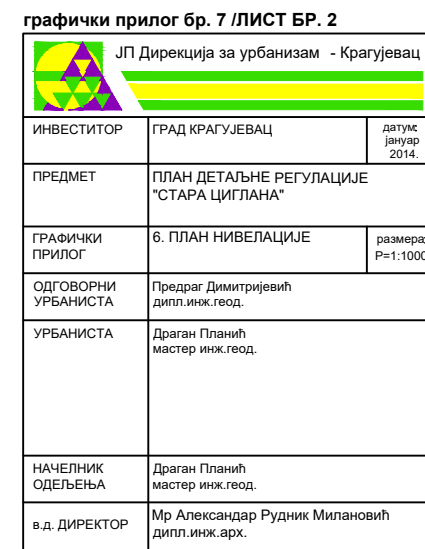 графички прилог бр. 7 /ЛИСТ БР. 2
ЈП Дирекција за урбанизам - Крагујевац
ИНВЕСТИТОР
ГРАД КРАГУЈЕВАЦ
датум:
јануар
2014.
ПРЕДМЕТ
ПЛАН ДЕТАЉНЕ РЕГУЛАЦИЈЕ
"СТАРА ЦИГЛАНА"
ГРАФИЧКИ
ПРИЛОГ
6. ПЛАН НИВЕЛАЦИЈЕ
размера:
Р=1:1000
ОДГОВОРНИ
УРБАНИСТА
Предраг Димитријевић
дипл.инж.геод.
УРБАНИСТА
Драган Планић
мастер инж.геод.
НАЧЕЛНИК
ОДЕЉЕЊА
Драган Планић
мастер инж.геод.
в.д. ДИРЕКТОР
Мр Александар Рудник Милановић
дипл.инж.арх.